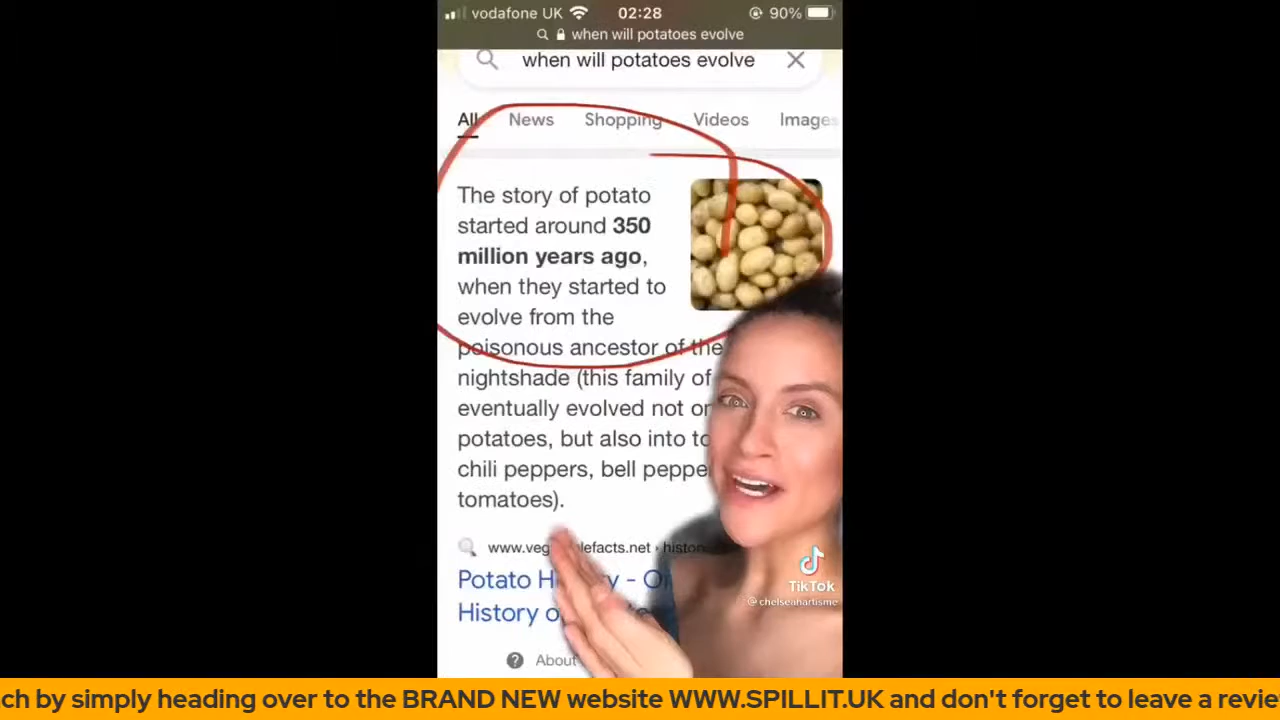 vodafone UK 02:28 90%
when will potatoes evolve
when will potatoes evolve
All News Shopping Videos Images
The story of potato
started around 350
million years ago,
when they started to
evolve from the
poisonous ancestor of the
nightshade (this family of
eventually evolved not
potatoes, but also into
chili peppers, bell
tomatoes).
Potato
History
About
TikTok
@chelseahartisme
by simply heading over to the BRAND NEW website WWW.SPILLIT.UK and don't forget to leave a